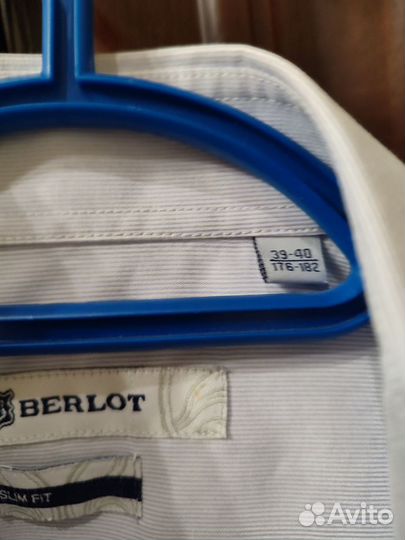 39-40
176-182
BERLOT
SLIM FIT
Avito